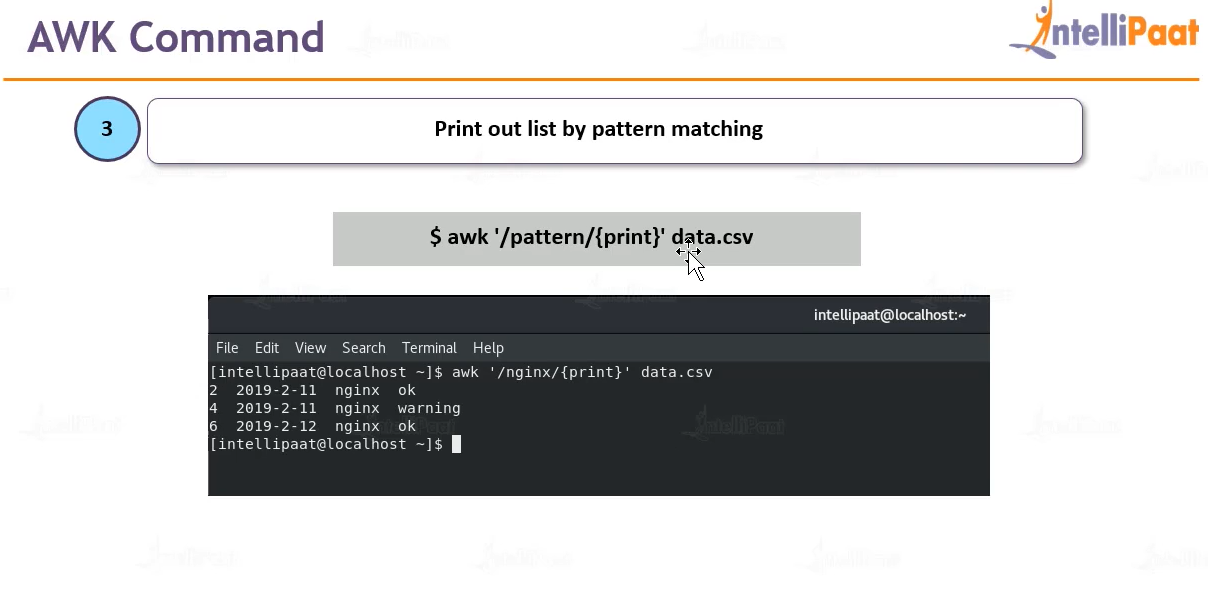 AWK Command
IntelliPaat
3
Print out list by pattern matching
$ awk '/pattern/{print}' data.csv
intellipaat@localhost:~
File Edit View Search Terminal Help
[intellipaat@localhost ~]$ awk '/nginx/{print}' data.csv
2  2019-2-11  nginx  ok
4  2019-2-11  nginx  warning
6  2019-2-12  nginx  ok
[intellipaat@localhost ~]$